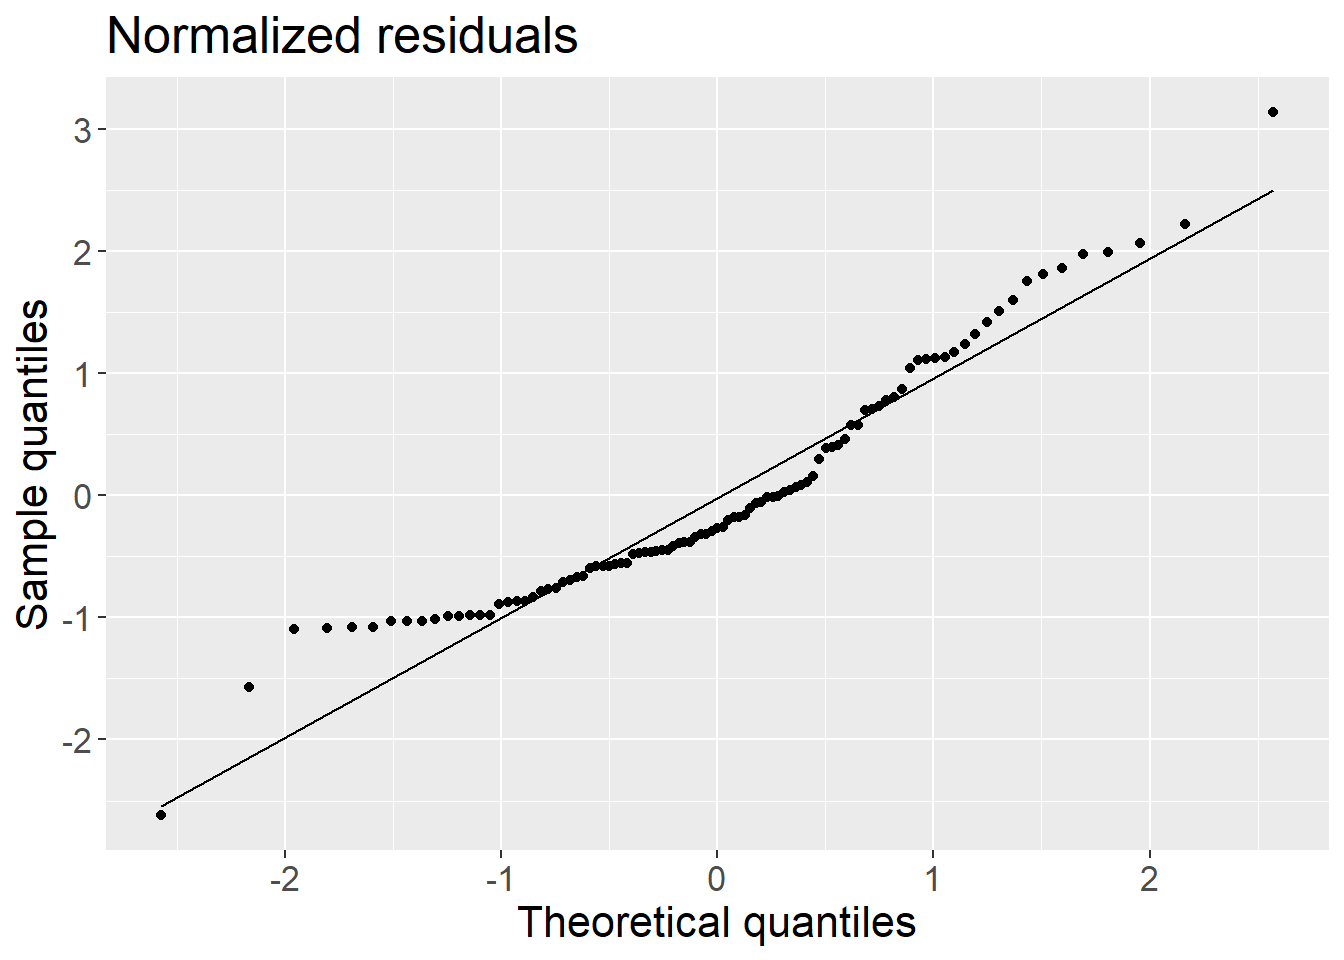 Normalized residuals
3
2
1
0
-1
-2
Sample quantiles
-2 -1 0 1 2
Theoretical quantiles